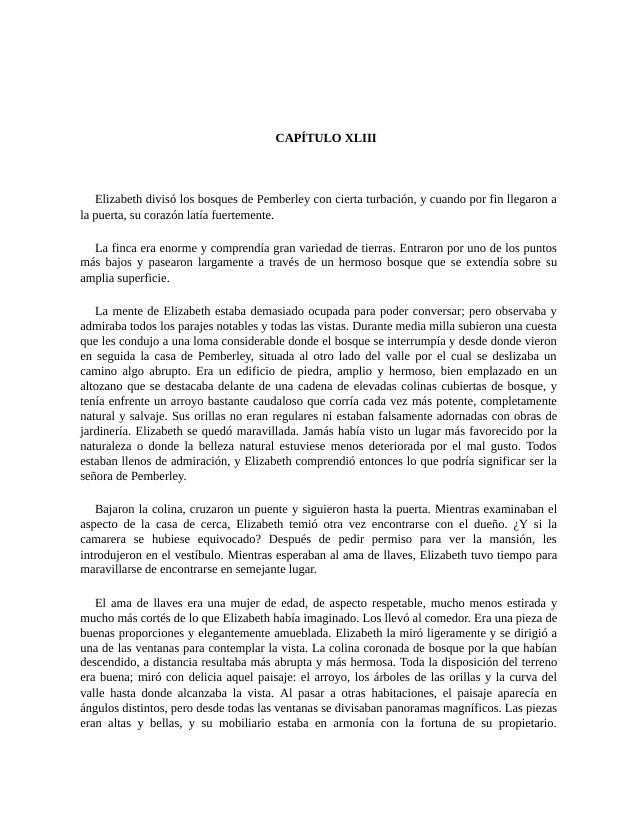 CAPÍTULO XLIII
Elizabeth divisó los bosques de Pemberley con cierta turbación, y cuando por fin llegaron a
la puerta, su corazón latía fuertemente.
La finca era enorme y comprendía gran variedad de tierras. Entraron por uno de los puntos
más bajos y pasearon largamente a través de un hermoso bosque que se extendía sobre su
amplia superficie.
La mente de Elizabeth estaba demasiado ocupada para poder conversar; pero observaba y
admiraba todos los parajes notables y todas las vistas. Durante media milla subieron una cuesta
que les condujo a una loma considerable donde el bosque se interrumpía y desde donde vieron
en seguida la casa de Pemberley, situada al otro lado del valle por el cual se deslizaba un
camino algo abrupto. Era un edificio de piedra, amplio y hermoso, bien emplazado en un
altozano que se destacaba delante de una cadena de elevadas colinas cubiertas de bosque, y
tenía enfrente un arroyo bastante caudaloso que corría cada vez más potente, completamente
natural y salvaje. Sus orillas no eran regulares ni estaban falsamente adornadas con obras de
jardinería. Elizabeth se quedó maravillada. Jamás había visto un lugar más favorecido por la
naturaleza o donde la belleza natural estuviese menos deteriorada por el mal gusto. Todos
estaban llenos de admiración, y Elizabeth comprendió entonces lo que podría significar ser la
señora de Pemberley.
Bajaron la colina, cruzaron un puente y siguieron hasta la puerta. Mientras examinaban el
aspecto de la casa de cerca, Elizabeth temió otra vez encontrarse con el dueño. ¿Y si la
camarera se hubiese equivocado? Después de pedir permiso para ver la mansión, les
introdujeron en el vestíbulo. Mientras esperaban al ama de llaves, Elizabeth tuvo tiempo para
maravillarse de encontrarse en semejante lugar.
El ama de llaves era una mujer de edad, de aspecto respetable, mucho menos estirada y
mucho más cortés de lo que Elizabeth había imaginado. Los llevó al comedor. Era una pieza de
buenas proporciones y elegantemente amueblada. Elizabeth la miró ligeramente y se dirigió a
una de las ventanas para contemplar la vista. La colina coronada de bosque por la que habían
descendido, a distancia resultaba más abrupta y más hermosa. Toda la disposición del terreno
era buena; miró con delicia aquel paisaje: el arroyo, los árboles de las orillas y la curva del
valle hasta donde alcanzaba la vista. Al pasar a otras habitaciones, el paisaje aparecía en
ángulos distintos, pero desde todas las ventanas se divisaban panoramas magníficos. Las piezas
eran altas y bellas, y su mobiliario estaba en armonía con la fortuna de su propietario.